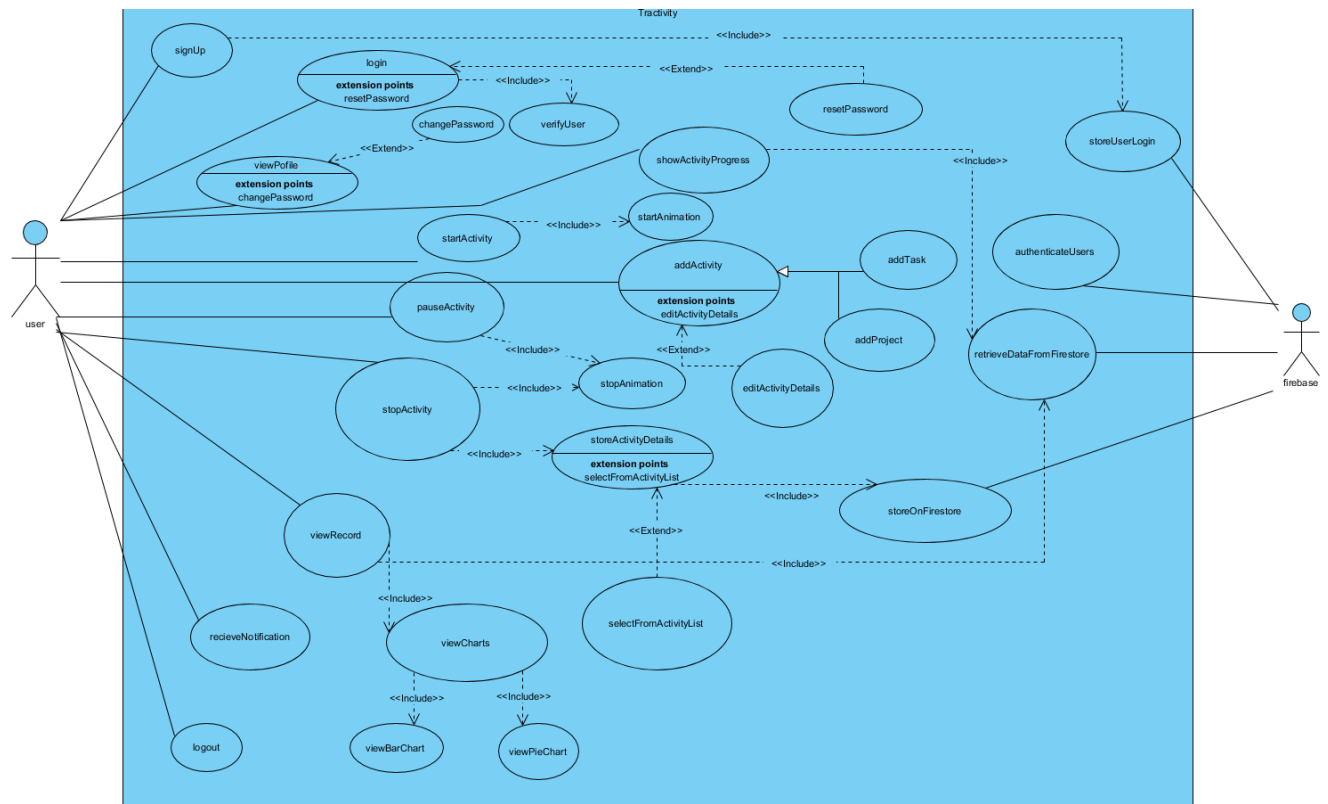 Tractivity
signUp
<<Include>>
login
extension points
resetPassword
<<Include>>
<<Extend>>
resetPassword
changePassword
verifyUser
storeUserLogin
<<Extend>>
viewPofile
extension points
changePassword
showActivityProgress
<<Include>>
startActivity
<<Include>>
startAnimation
addActivity
extension points
editActivityDetails
addTask
authenticateUsers
user
pauseActivity
addProject
retrieveDataFromFirestore
firebase
<<Include>>
<<Extend>>
stopActivity
<<Include>>
stopAnimation
editActivityDetails
<<Include>>
storeActivityDetails
extension points
selectFromActivityList
<<Include>>
storeOnFirestore
viewRecord
<<Extend>>
<<Include>>
<<Include>>
recieveNotification
viewCharts
selectFromActivityList
<<Include>>
<<Include>>
logout
viewBarChart
viewPieChart